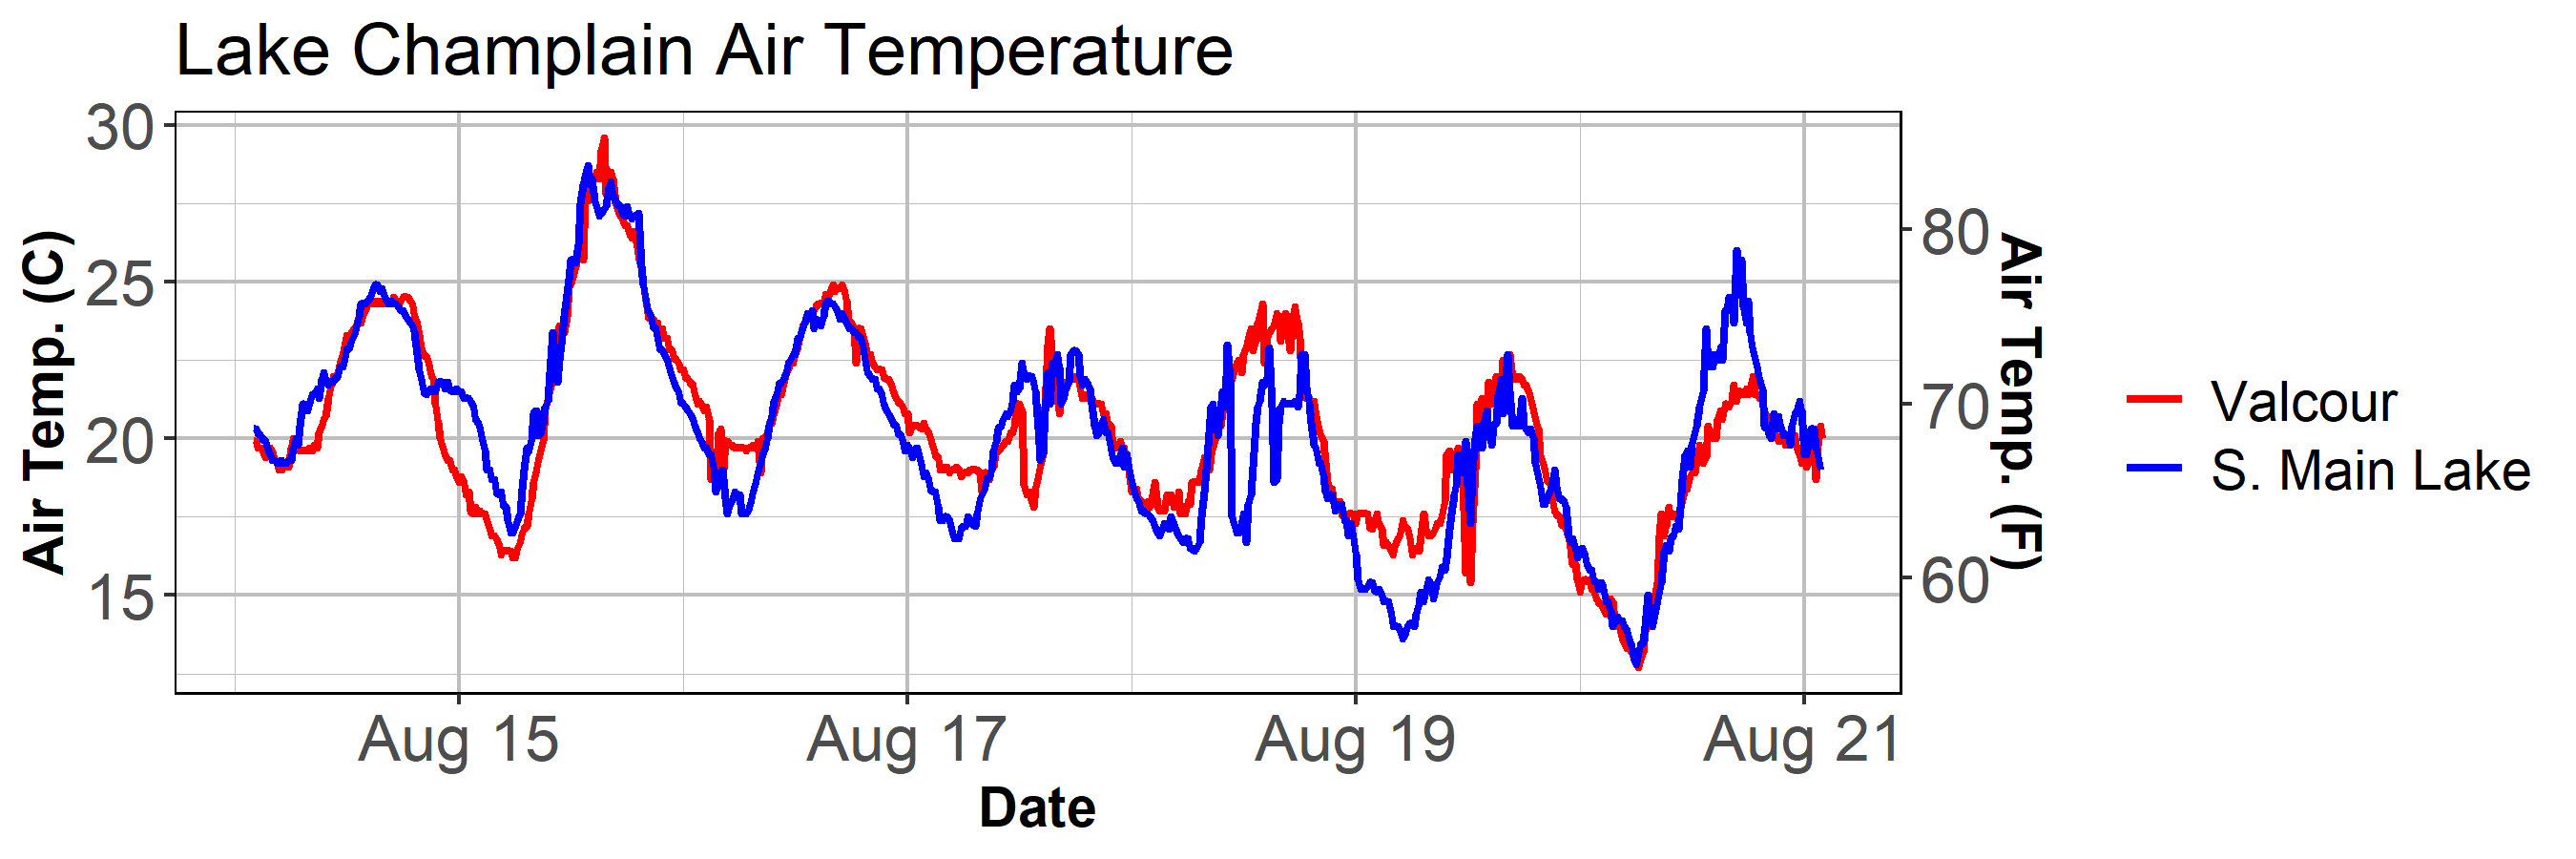 Lake Champlain Air Temperature
Air Temp. (C)
30
25
20
15
80
70
60
Air Temp. (F)
Valcour
S. Main Lake
Aug 15
Aug 17
Aug 19
Aug 21
Date